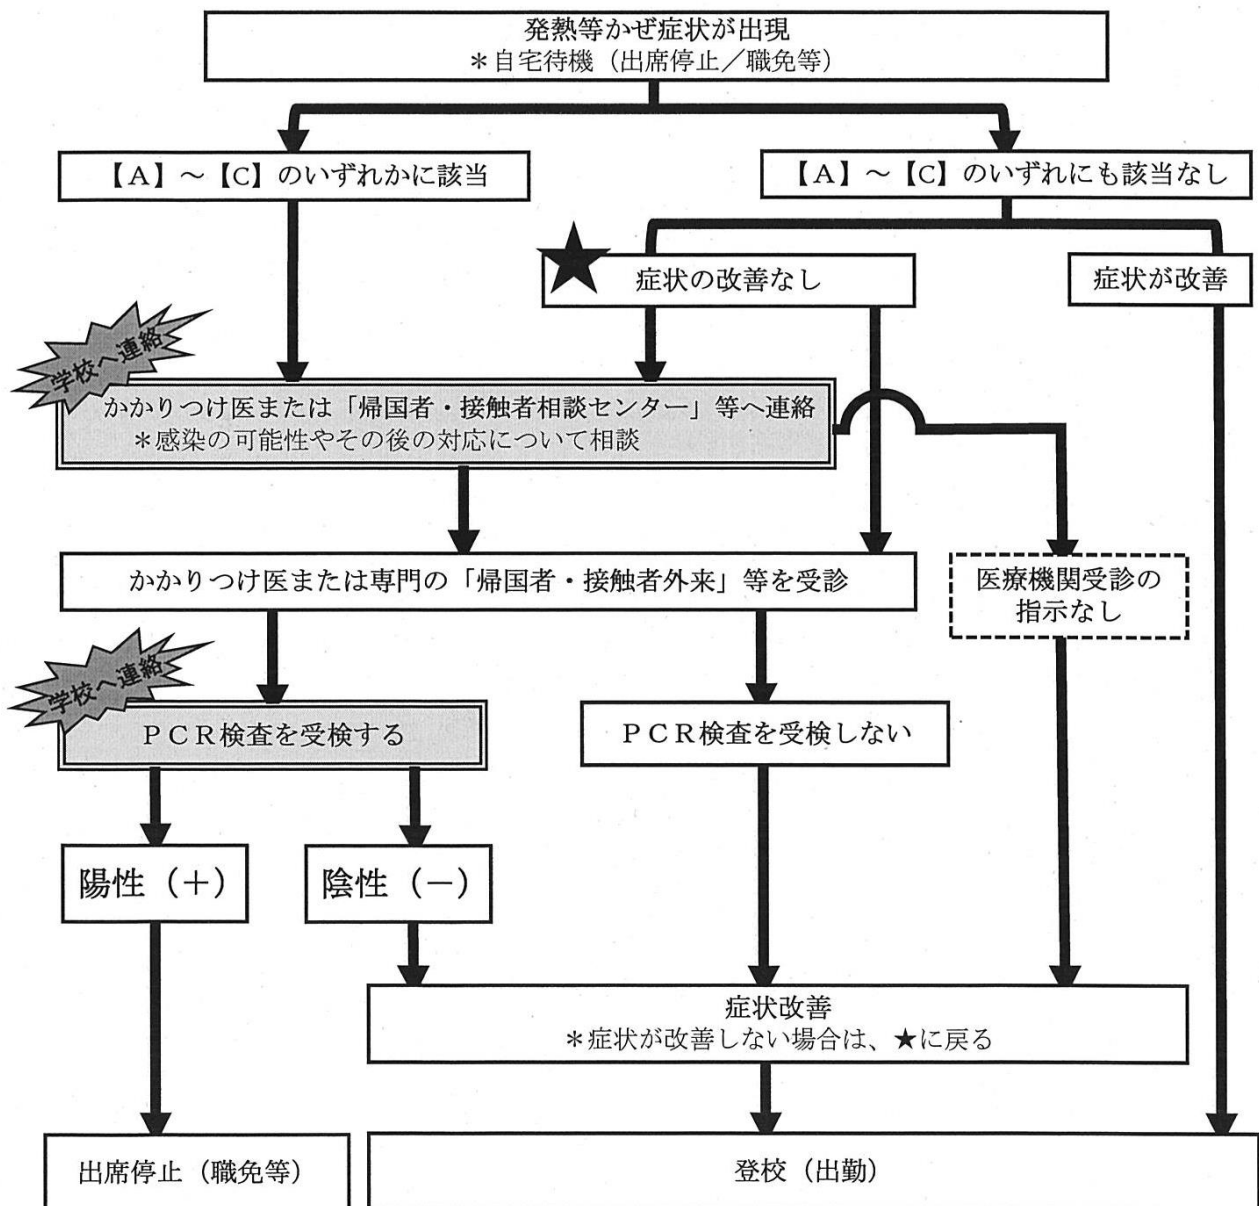 発熱等かぜ症状が出現
＊自宅待機（出席停止／職免等）
【A】～【C】のいずれかに該当
【A】～【C】のいずれにも該当なし
症状の改善なし
症状が改善
学校へ連絡
かかりつけ医または「帰国者・接触者相談センター」等へ連絡
＊感染の可能性やその後の対応について相談
かかりつけ医または専門の「帰国者・接触者外来」等を受診
医療機関受診の
指示なし
学校へ連絡
ＰＣＲ検査を受検する
ＰＣＲ検査を受検しない
陽性（＋）
陰性（－）
症状改善
＊症状が改善しない場合は、★に戻る
出席停止（職免等）
登校（出勤）